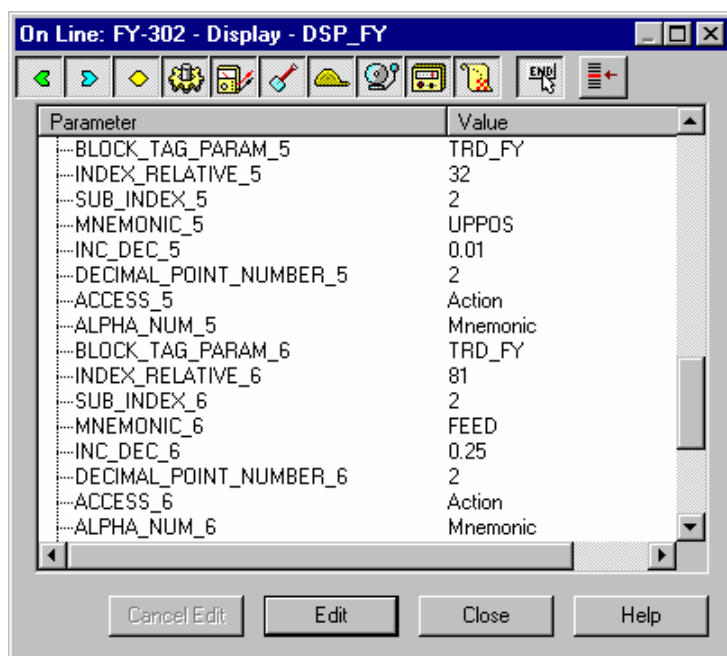 On Line: FY-302 - Display - DSP_FY
END
Parameter Value
BLOCK_TAG_PARAM_5 TRD_FY
INDEX_RELATIVE_5 32
SUB_INDEX_5 2
MNEMONIC_5 UPPOS
INC_DEC_5 0.01
DECIMAL_POINT_NUMBER_5 2
ACCESS_5 Action
ALPHA_NUM_5 Mnemonic
BLOCK_TAG_PARAM_6 TRD_FY
INDEX_RELATIVE_6 81
SUB_INDEX_6 2
MNEMONIC_6 FEED
INC_DEC_6 0.25
DECIMAL_POINT_NUMBER_6 2
ACCESS_6 Action
ALPHA_NUM_6 Mnemonic
Cancel Edit Edit Close Help